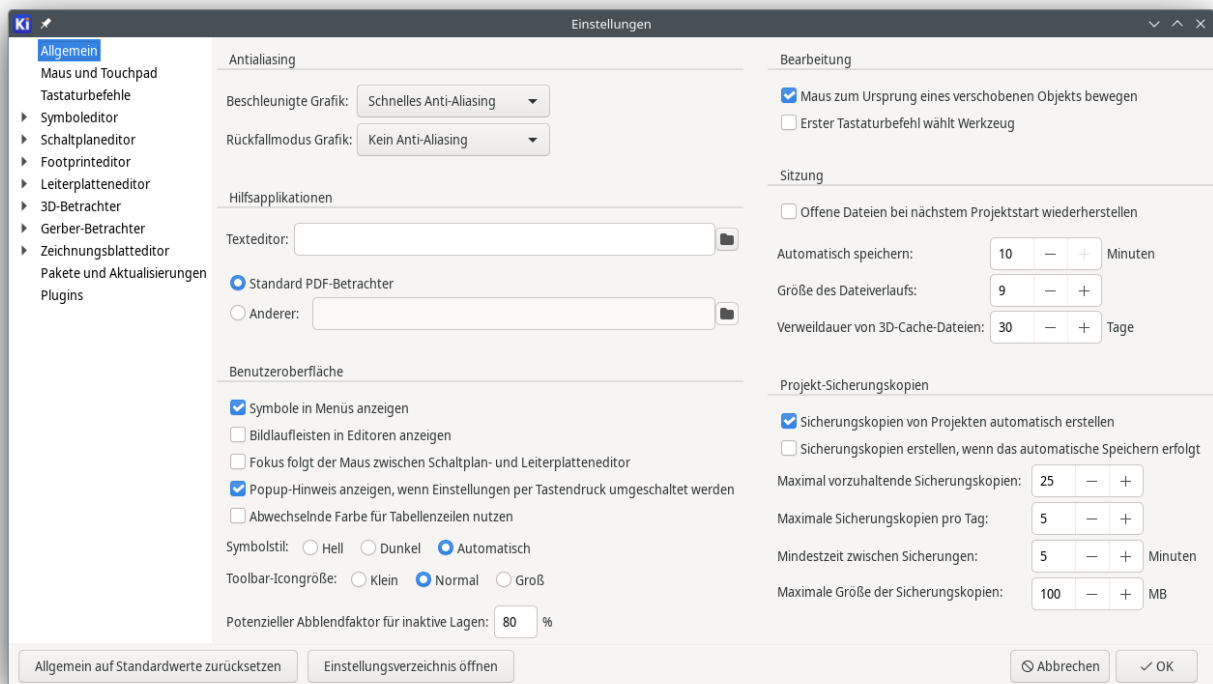 Ki
Einstellungen
Allgemein
Maus und Touchpad
Tastaturbefehle
Symboleditor
Schaltplaneditor
Footprinteditor
Leiterplatteneditor
3D-Betrachter
Gerber-Betrachter
Zeichnungsblatteditor
Pakete und Aktualisierungen
Plugins
Antialiasing
Beschleunigte Grafik: Schnelles Anti-Aliasing
Rückfallmodus Grafik: Kein Anti-Aliasing
Hilfsapplikationen
Texteditor:
Standard PDF-Betrachter
Anderer:
Benutzeroberfläche
Symbole in Menüs anzeigen
Bildlaufleisten in Editoren anzeigen
Fokus folgt der Maus zwischen Schaltplan- und Leiterplatteneditor
Popup-Hinweis anzeigen, wenn Einstellungen per Tastendruck umgeschaltet werden
Abwechselnde Farbe für Tabellenzeilen nutzen
Symbolstil: Hell Dunkel Automatisch
Toolbar-Icongröße: Klein Normal Groß
Potenzieller Abblendfaktor für inaktive Lagen: 80 %
Bearbeitung
Maus zum Ursprung eines verschobenen Objekts bewegen
Erster Tastaturbefehl wählt Werkzeug
Sitzung
Offene Dateien bei nächstem Projektstart wiederherstellen
Automatisch speichern: 10 − + Minuten
Größe des Dateiverlaufs: 9 − +
Verweildauer von 3D-Cache-Dateien: 30 − + Tage
Projekt-Sicherungskopien
Sicherungskopien von Projekten automatisch erstellen
Sicherungskopien erstellen, wenn das automatische Speichern erfolgt
Maximal vorzuhaltende Sicherungskopien: 25 − +
Maximale Sicherungskopien pro Tag: 5 − +
Mindestzeit zwischen Sicherungen: 5 − + Minuten
Maximale Größe der Sicherungskopien: 100 − + MB
Allgemein auf Standardwerte zurücksetzen
Einstellungsverzeichnis öffnen
Abbrechen
OK